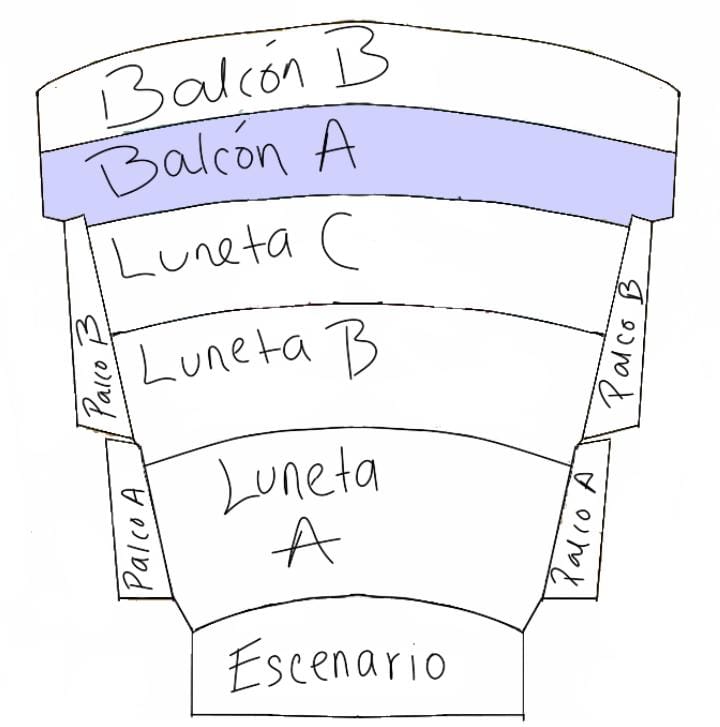 Balcón B
Balcón A
Luneta C
Palco B
Palco B
Luneta B
Luneta
A
Palco A
Palco A
Escenario